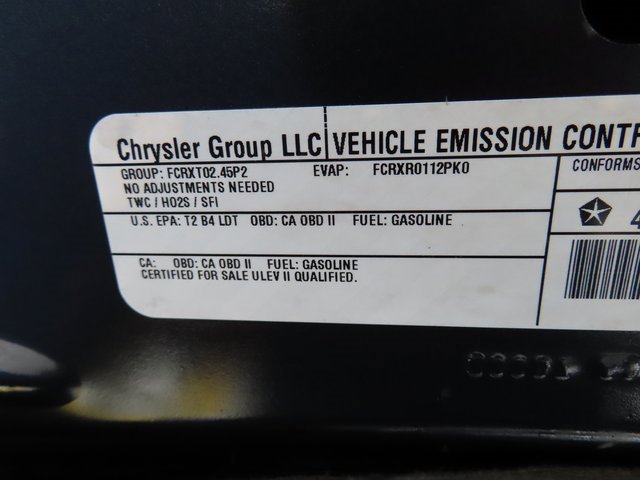 Chrysler Group LLC VEHICLE EMISSION CONTR
GROUP: FCRXT02.45P2 EVAP: FCRXR0112PK0 CONFORMS
NO ADJUSTMENTS NEEDED
TWC / HO2S / SFI
U.S. EPA: T2 B4 LDT OBD: CA OBD II FUEL: GASOLINE
4
CA: OBD: CA OBD II FUEL: GASOLINE
CERTIFIED FOR SALE ULEV II QUALIFIED.